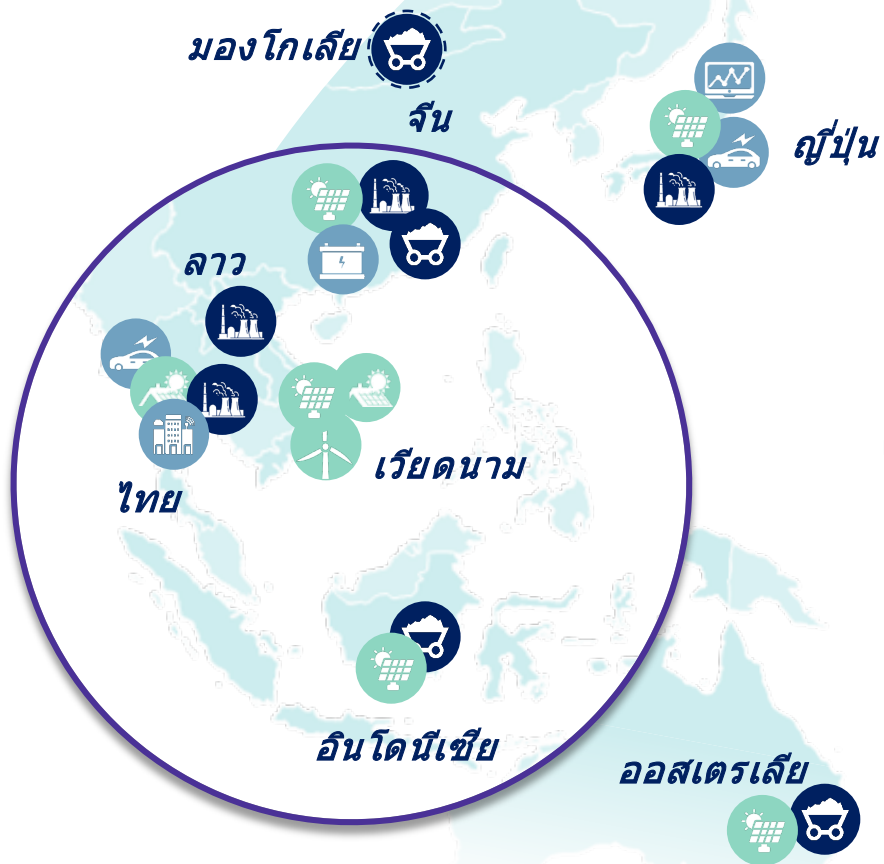 มองโกเลีย
จีน
ญี่ปุ่น
ลาว
เวียดนาม
ไทย
อินโดนีเซีย
ออสเตรเลีย